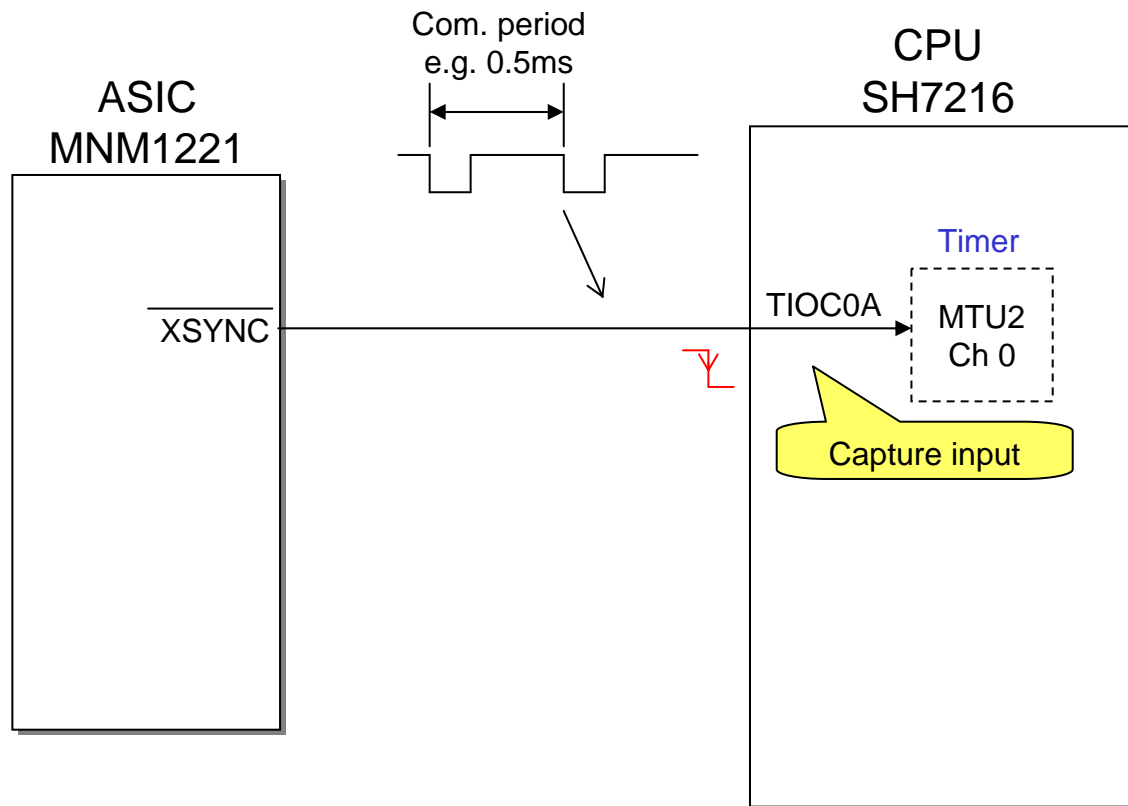 Com. period
e.g. 0.5ms
ASIC
MNM1221
CPU
SH7216
Timer
XSYNC
TIOC0A
MTU2
Ch 0
Capture input